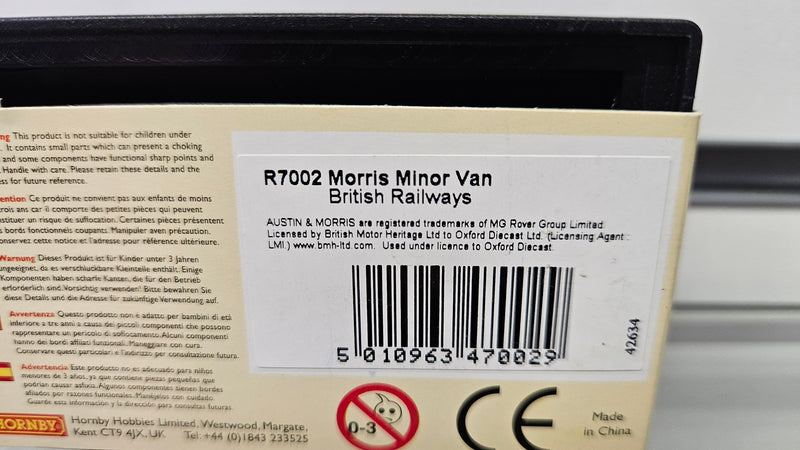 This product is not suitable for children under
It contains small parts which can present a choking
and some components have functional sharp points and
Handle with care. Please retain these details and the
for future reference.
Ce produit ne convient pas aux enfants de moins
ans car il comporte des petites pièces qui peuvent
un risque de suffocation. Certaines pièces présentent
bords fonctionnels coupants. Manipuler avec précaution.
cette notice et l'adresse pour référence ultérieure.
Warnung Dieses Produkt ist für Kinder unter 3 Jahren
ungeeignet, da es verschluckbare Kleinteile enthält. Einige
Komponenten haben scharfe Kanten, die für den Betrieb
erforderlich sind. Vorsichtig verwenden! Bitte bewahren Sie
diese Details und die Adresse für zukünftige Verwendung auf.
Avvertenza Questo prodotto non è adatto per bambini di età
inferiore a tre anni a causa dei piccoli componenti che possono
rappresentare un pericolo di soffocamento. Alcuni componenti
hanno dei bordi affilati funzionali. Maneggiare con cura.
Conservare questi particolari e l'indirizzo per consultazione futura.
Advertencia Este producto no es adecuado para niños
menores de 3 años, ya que contiene piezas pequeñas que
podrían causar asfixia. Algunos componentes tienen bordes
afilados por razones funcionales. Manéjelos con cuidado.
Guarde esta información y la dirección para consultas futuras.
HORNBY
Hornby Hobbies Limited, Westwood, Margate,
Kent CT9 4JX, UK. Tel: +44 (0)1843 233525
R7002 Morris Minor Van
British Railways
AUSTIN & MORRIS are registered trademarks of MG Rover Group Limited.
Licensed by British Motor Heritage Ltd to Oxford Diecast Ltd. (Licensing Agent :
LMI.) www.bmh-ltd.com. Used under licence to Oxford Diecast.
5 010963 470029
42634
0-3
CE
Made
in China